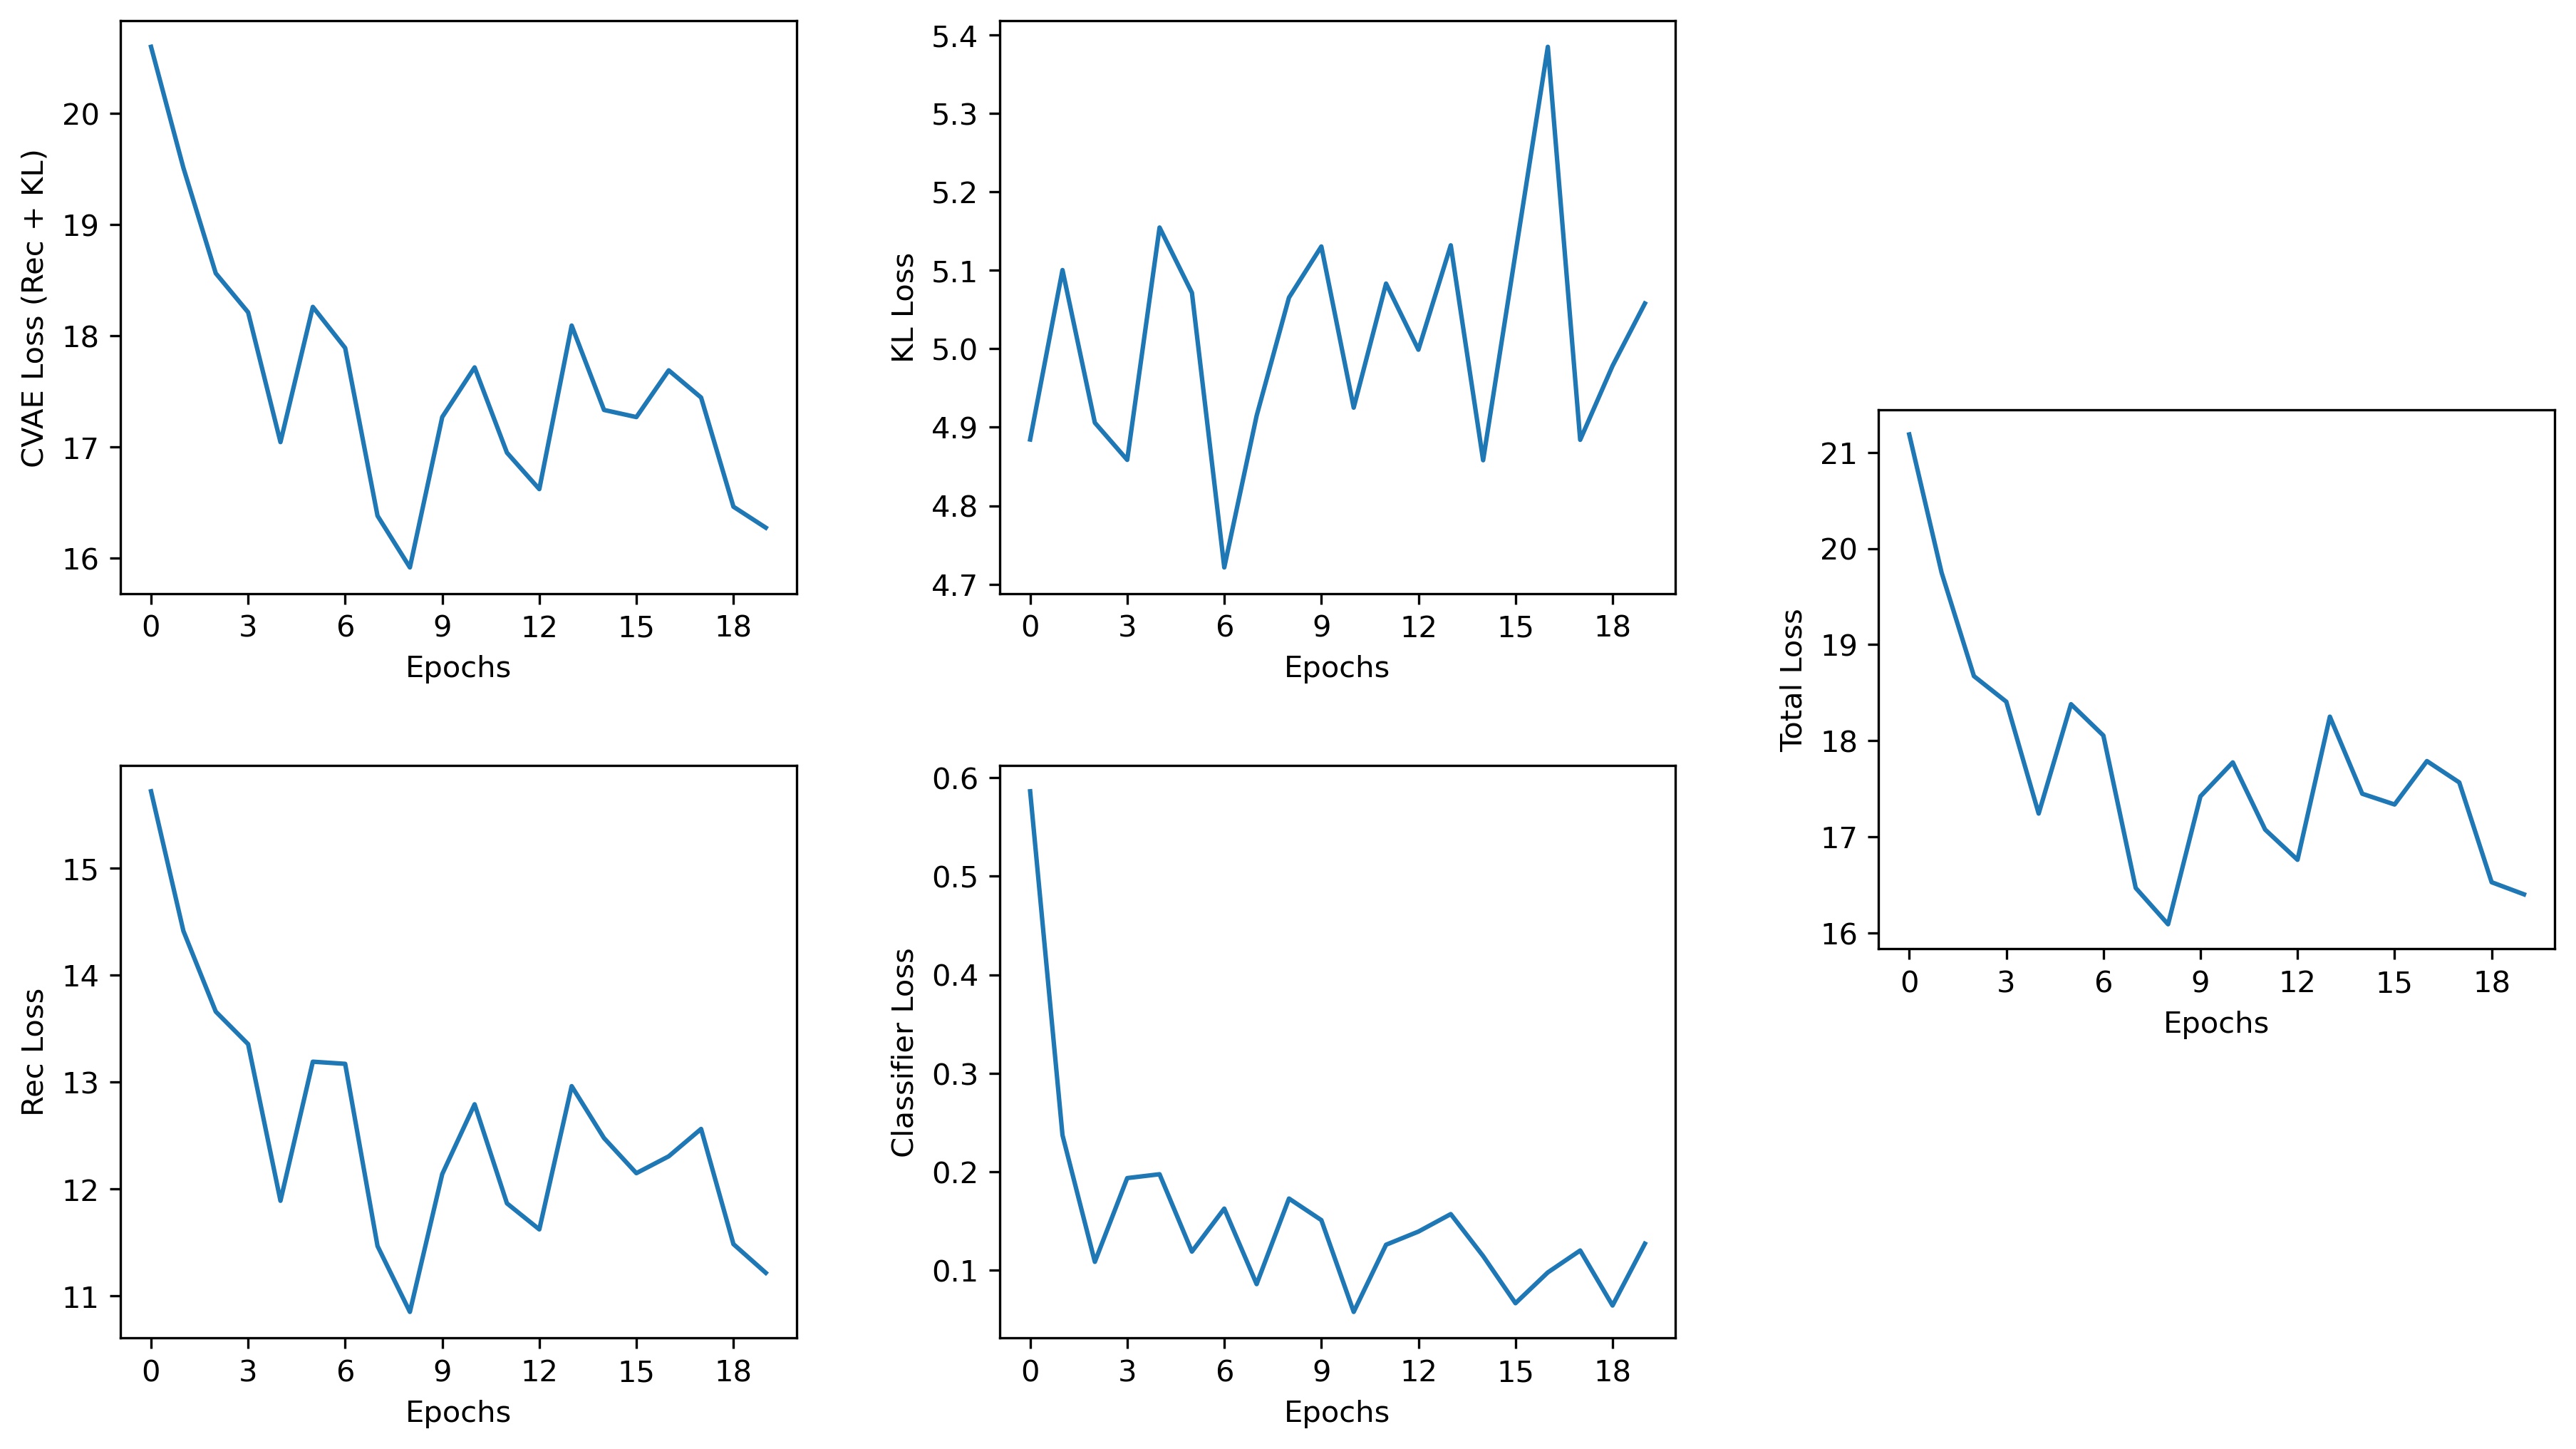 CVAE Loss (Rec + KL)
20
19
18
17
16
0 3 6 9 12 15 18
Epochs
KL Loss
5.4
5.3
5.2
5.1
5.0
4.9
4.8
4.7
0 3 6 9 12 15 18
Epochs
Rec Loss
15
14
13
12
11
0 3 6 9 12 15 18
Epochs
Classifier Loss
0.6
0.5
0.4
0.3
0.2
0.1
0 3 6 9 12 15 18
Epochs
Total Loss
21
20
19
18
17
16
0 3 6 9 12 15 18
Epochs